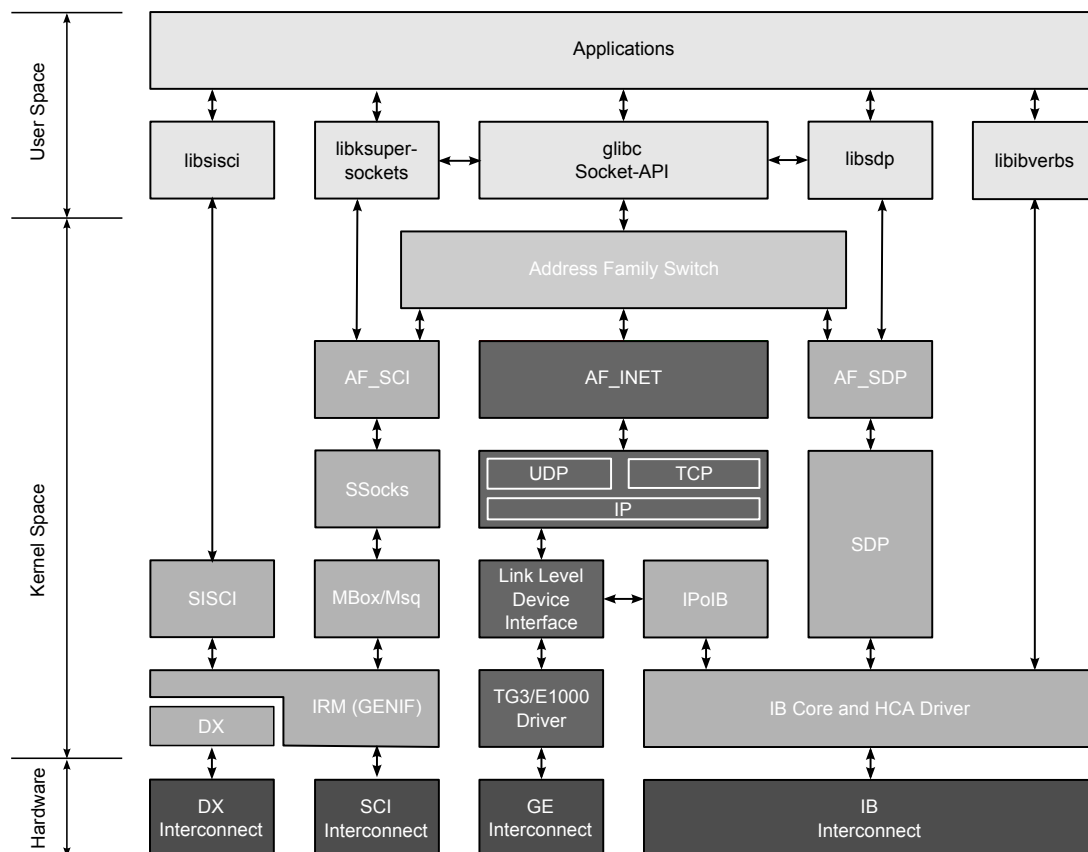 Applications
User Space
libsisci
libksuper-
sockets
glibc
Socket-API
libsdp
libibverbs
Address Family Switch
Kernel Space
AF_SCI
AF_INET
AF_SDP
SSocks
UDP
TCP
IP
SDP
SISCI
MBox/Msq
Link Level
Device
Interface
IPoIB
IRM (GENIF)
DX
TG3/E1000
Driver
IB Core and HCA Driver
Hardware
DX
Interconnect
SCI
Interconnect
GE
Interconnect
IB
Interconnect